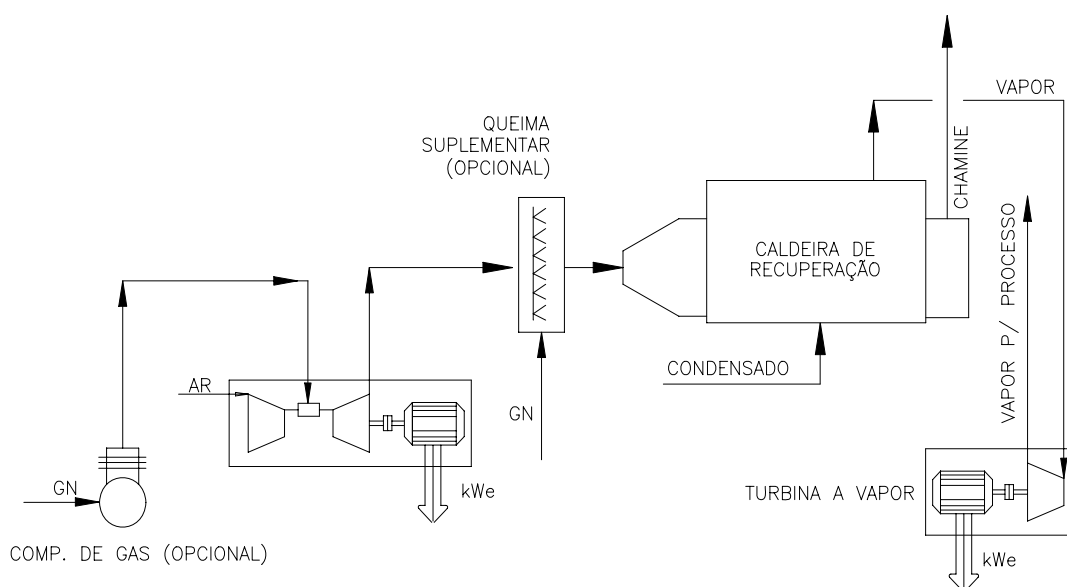 VAPOR
QUEIMA
SUPLEMENTAR
(OPCIONAL)
CHAMINE
CALDEIRA DE
RECUPERAÇÃO
VAPOR P/ PROCESSO
CONDENSADO
AR
GN
GN
kWe
TURBINA A VAPOR
COMP. DE GAS (OPCIONAL)
kWe